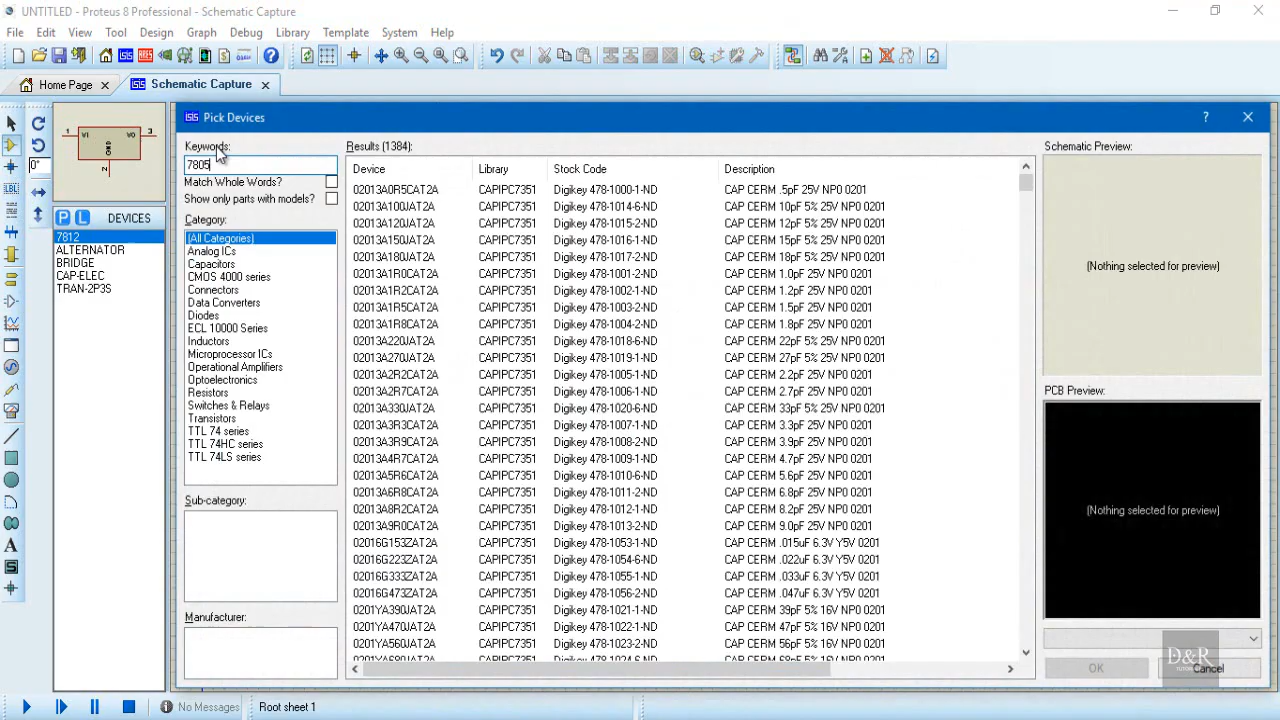 UNTITLED - Proteus 8 Professional - Schematic Capture
File Edit View Tool Design Graph Debug Library Template System Help
Home Page Schematic Capture
Pick Devices
Keywords:
7805
Match Whole Words?
Show only parts with models?
Category:
(All Categories)
Analog ICs
Capacitors
CMOS 4000 series
Connectors
Data Converters
Diodes
ECL 10000 Series
Inductors
Microprocessor ICs
Operational Amplifiers
Optoelectronics
Resistors
Switches & Relays
Transistors
TTL 74 series
TTL 74HC series
TTL 74LS series
Sub-category:
Manufacturer:
0°
1 VI VO 3
GND
2
P L DEVICES
7812
ALTERNATOR
BRIDGE
CAP-ELEC
TRAN-2P3S
LBL
Results (1384):
Device Library Stock Code Description
02013A0R5CAT2A CAPIPC7351 Digikey 478-1000-1-ND CAP CERM .5pF 25V NP0 0201
02013A100JAT2A CAPIPC7351 Digikey 478-1014-6-ND CAP CERM 10pF 5% 25V NP0 0201
02013A120JAT2A CAPIPC7351 Digikey 478-1015-2-ND CAP CERM 12pF 5% 25V NP0 0201
02013A150JAT2A CAPIPC7351 Digikey 478-1016-1-ND CAP CERM 15pF 5% 25V NP0 0201
02013A180JAT2A CAPIPC7351 Digikey 478-1017-2-ND CAP CERM 18pF 5% 25V NP0 0201
02013A1R0CAT2A CAPIPC7351 Digikey 478-1001-2-ND CAP CERM 1.0pF 25V NP0 0201
02013A1R2CAT2A CAPIPC7351 Digikey 478-1002-1-ND CAP CERM 1.2pF 25V NP0 0201
02013A1R5CAT2A CAPIPC7351 Digikey 478-1003-2-ND CAP CERM 1.5pF 25V NP0 0201
02013A1R8CAT2A CAPIPC7351 Digikey 478-1004-2-ND CAP CERM 1.8pF 25V NP0 0201
02013A220JAT2A CAPIPC7351 Digikey 478-1018-6-ND CAP CERM 22pF 5% 25V NP0 0201
02013A270JAT2A CAPIPC7351 Digikey 478-1019-1-ND CAP CERM 27pF 5% 25V NP0 0201
02013A2R2CAT2A CAPIPC7351 Digikey 478-1005-1-ND CAP CERM 2.2pF 25V NP0 0201
02013A2R7CAT2A CAPIPC7351 Digikey 478-1006-1-ND CAP CERM 2.7pF 25V NP0 0201
02013A330JAT2A CAPIPC7351 Digikey 478-1020-6-ND CAP CERM 33pF 5% 25V NP0 0201
02013A3R3CAT2A CAPIPC7351 Digikey 478-1007-1-ND CAP CERM 3.3pF 25V NP0 0201
02013A3R9CAT2A CAPIPC7351 Digikey 478-1008-2-ND CAP CERM 3.9pF 25V NP0 0201
02013A4R7CAT2A CAPIPC7351 Digikey 478-1009-1-ND CAP CERM 4.7pF 25V NP0 0201
02013A5R6CAT2A CAPIPC7351 Digikey 478-1010-6-ND CAP CERM 5.6pF 25V NP0 0201
02013A6R8CAT2A CAPIPC7351 Digikey 478-1011-2-ND CAP CERM 6.8pF 25V NP0 0201
02013A8R2CAT2A CAPIPC7351 Digikey 478-1012-1-ND CAP CERM 8.2pF 25V NP0 0201
02013A9R0CAT2A CAPIPC7351 Digikey 478-1013-2-ND CAP CERM 9.0pF 25V NP0 0201
02016G153ZAT2A CAPIPC7351 Digikey 478-1053-1-ND CAP CERM .015uF 6.3V Y5V 0201
02016G223ZAT2A CAPIPC7351 Digikey 478-1054-6-ND CAP CERM .022uF 6.3V Y5V 0201
02016G333ZAT2A CAPIPC7351 Digikey 478-1055-1-ND CAP CERM .033uF 6.3V Y5V 0201
02016G473ZAT2A CAPIPC7351 Digikey 478-1056-2-ND CAP CERM .047uF 6.3V Y5V 0201
0201YA390JAT2A CAPIPC7351 Digikey 478-1021-1-ND CAP CERM 39pF 5% 16V NP0 0201
0201YA470JAT2A CAPIPC7351 Digikey 478-1022-1-ND CAP CERM 47pF 5% 16V NP0 0201
0201YA560JAT2A CAPIPC7351 Digikey 478-1023-2-ND CAP CERM 56pF 5% 16V NP0 0201
0201YA680JAT2A CAPIPC7351 Digikey 478-1024-6-ND CAP CERM 68pF 5% 16V NP0 0201
Schematic Preview:
(Nothing selected for preview)
PCB Preview:
(Nothing selected for preview)
OK Cancel
D&R
No Messages Root sheet 1